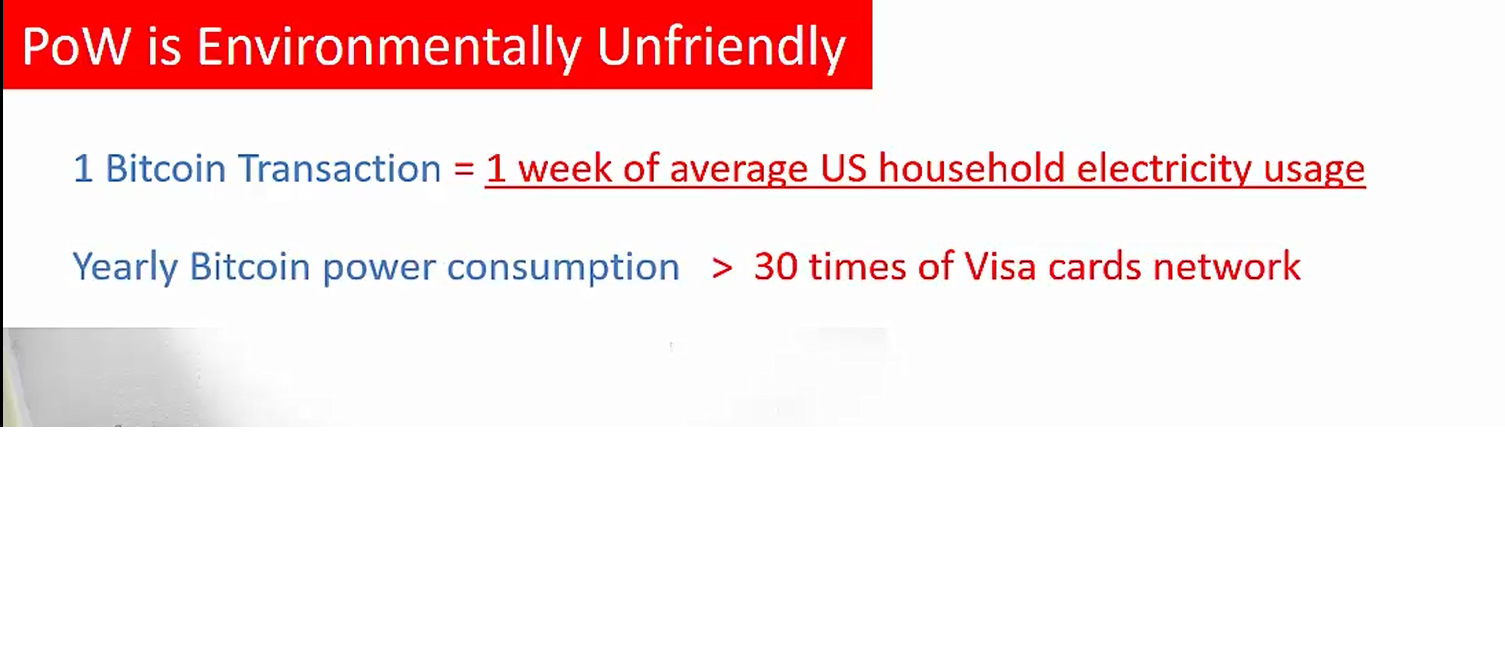 PoW is Environmentally Unfriendly
1 Bitcoin Transaction = 1 week of average US household electricity usage
Yearly Bitcoin power consumption > 30 times of Visa cards network